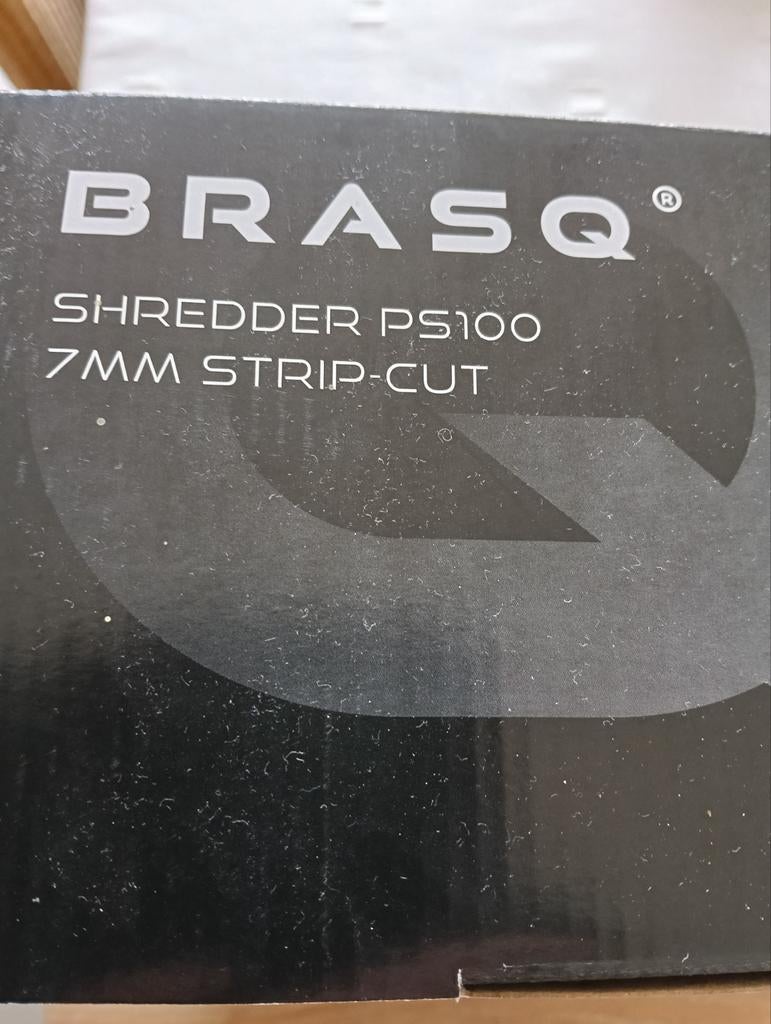 BRASQ®
SHREDDER PS100
7MM STRIP-CUT